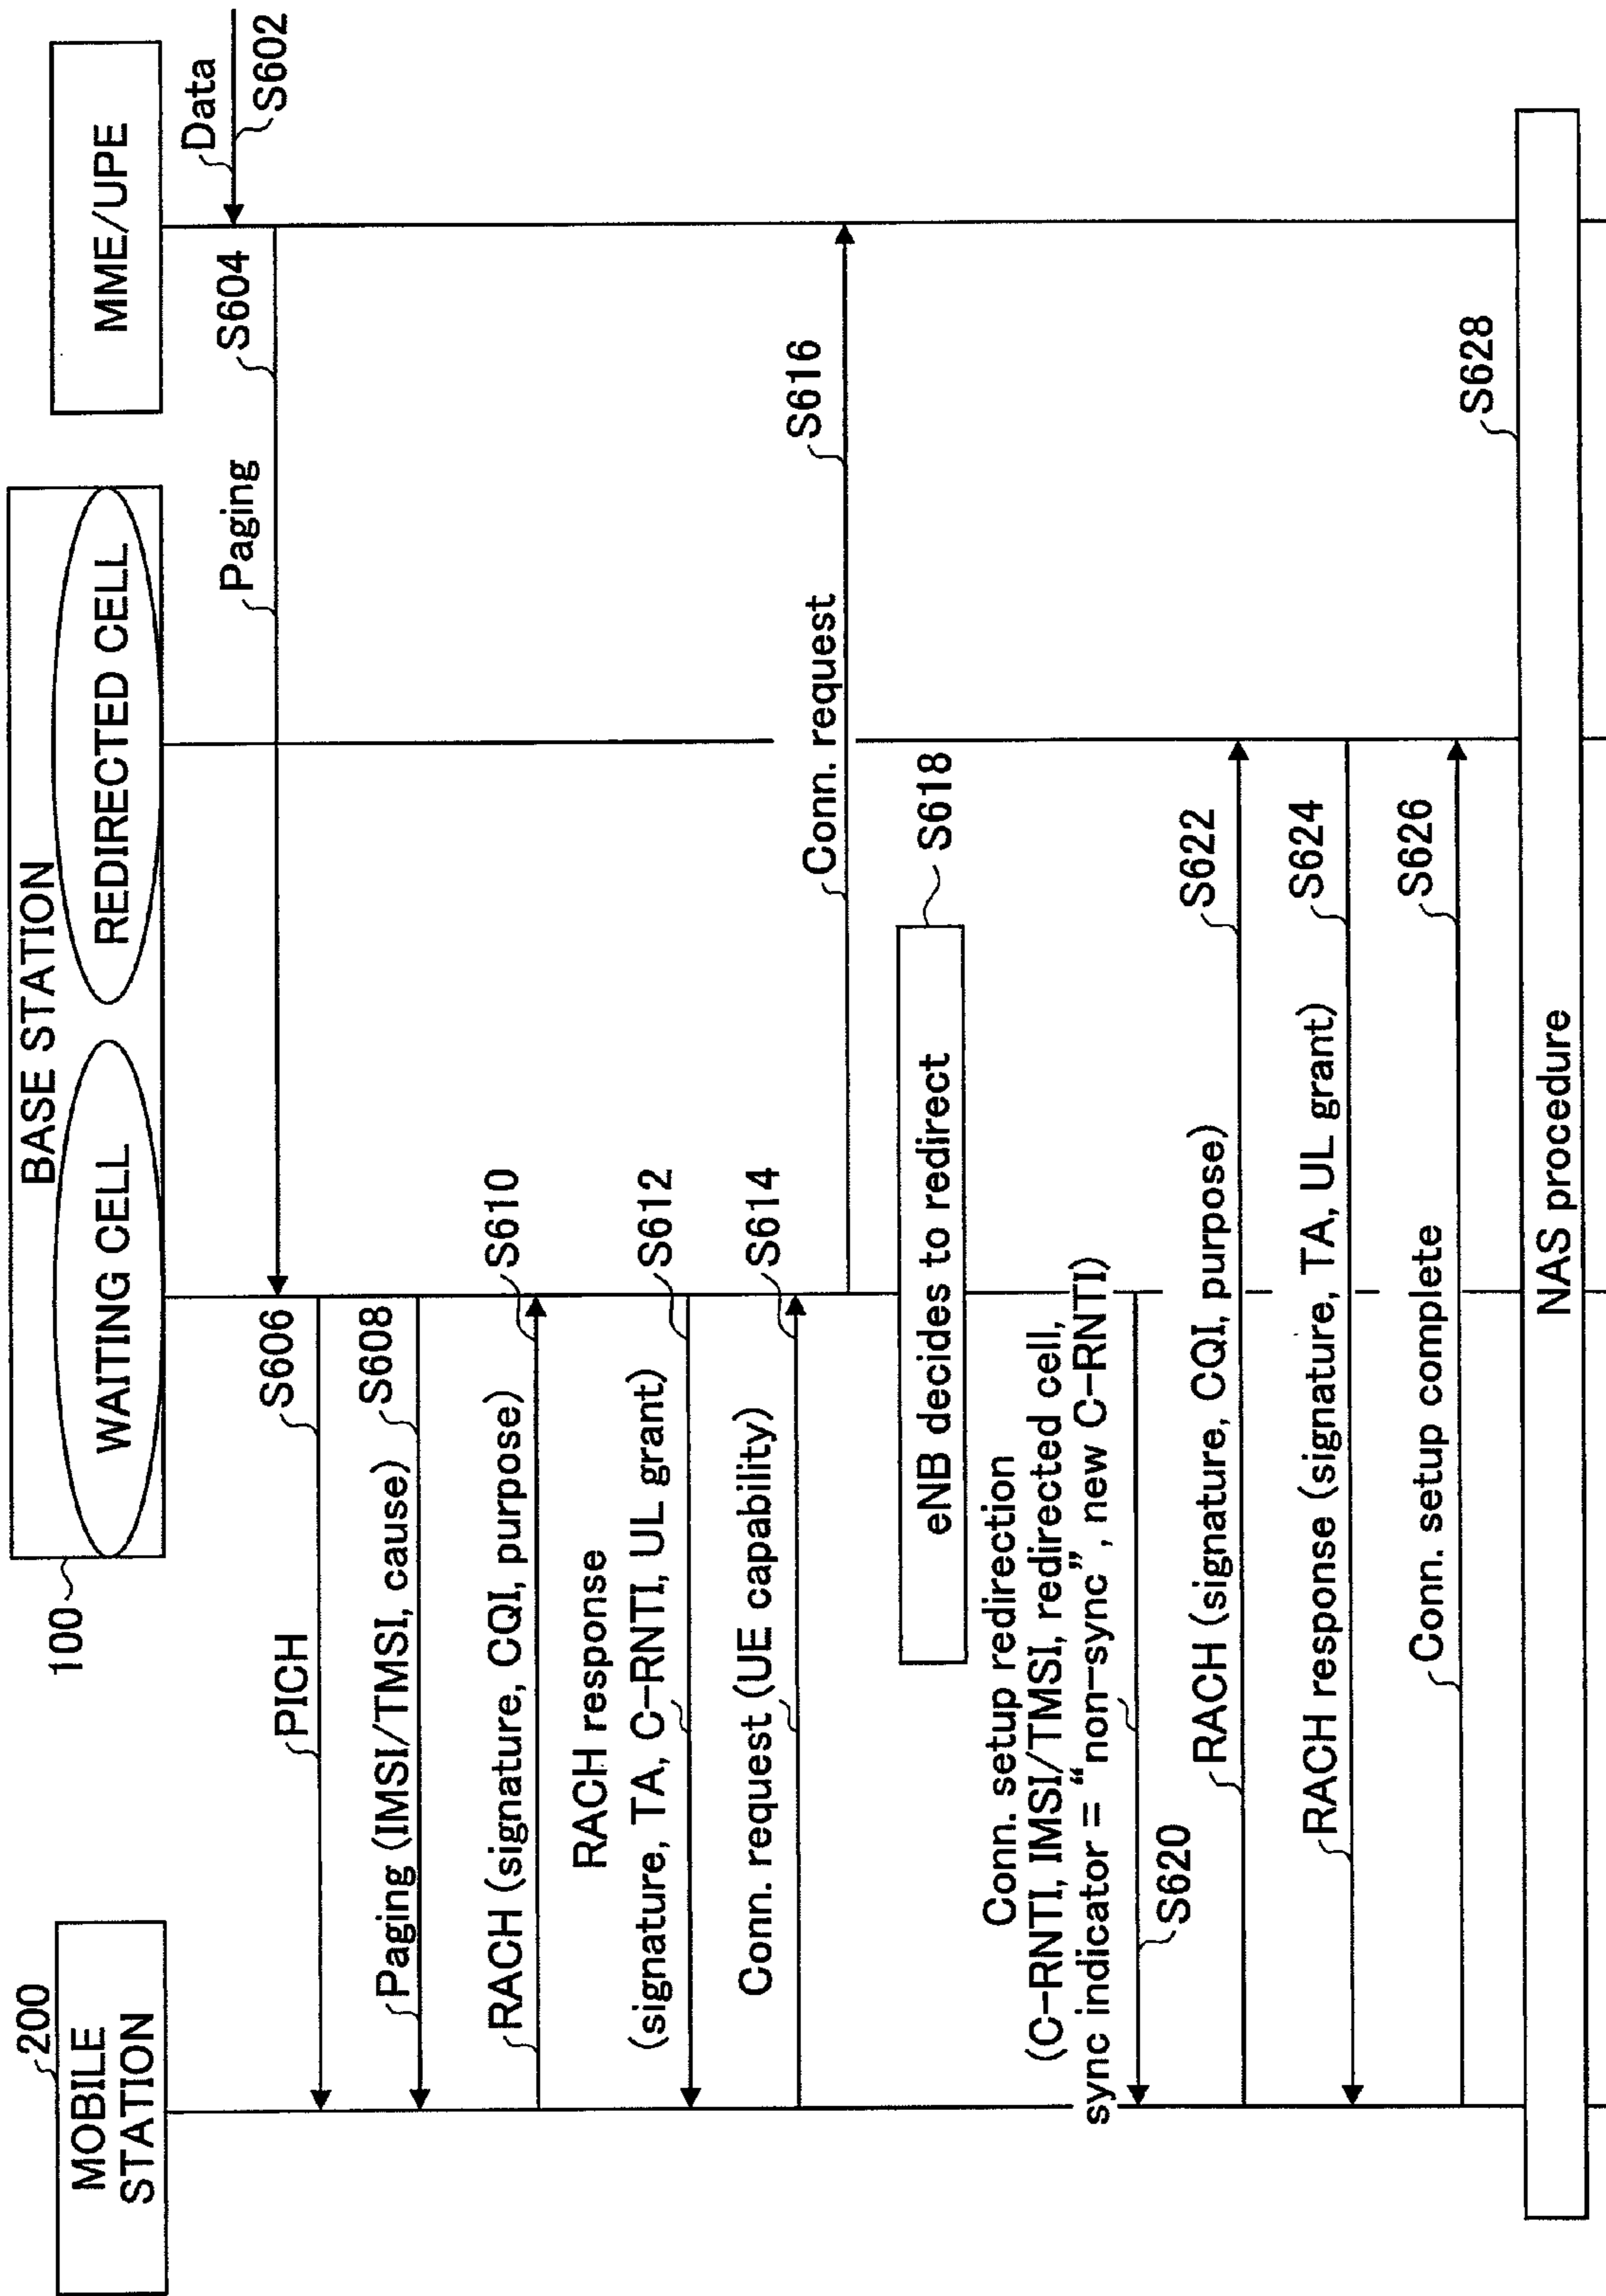 200
MOBILE
STATION
100
BASE STATION
WAITING CELL
REDIRECTED CELL
MME/UPE
Data
S602
S604
Paging
S606
PICH
S608
Paging (IMSI/TMSI, cause)
S610
RACH (signature, CQI, purpose)
RACH response
(signature, TA, C-RNTI, UL grant)
S612
Conn. request (UE capability)
S614
Conn. request
S616
eNB decides to redirect
S618
Conn. setup redirection
(C-RNTI, IMSI/TMSI, redirected cell,
sync indicator = “non-sync”, new C-RNTI)
S620
RACH (signature, CQI, purpose)
S622
RACH response (signature, TA, UL grant)
S624
Conn. setup complete
S626
S628
NAS procedure